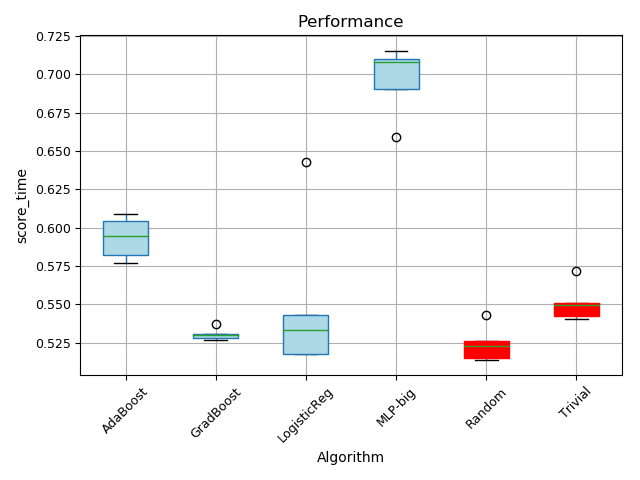 Performance
0.725
0.700
0.675
0.650
0.625
0.600
0.575
0.550
0.525
score_time
AdaBoost
GradBoost
LogisticReg
MLP-big
Random
Trivial
Algorithm